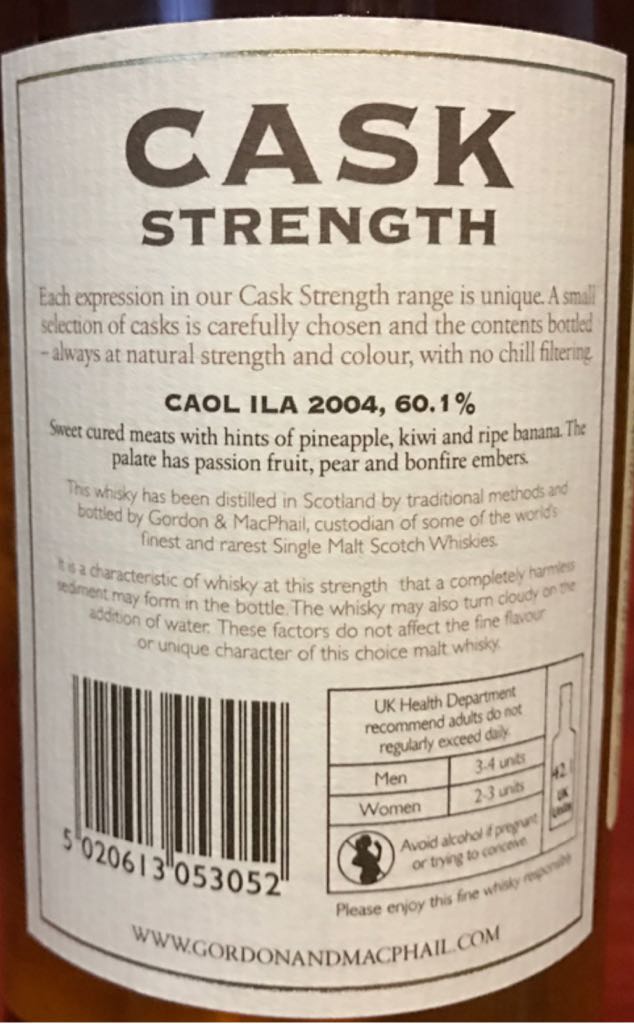 CASK
STRENGTH
Each expression in our Cask Strength range is unique. A small
selection of casks is carefully chosen and the contents bottled
– always at natural strength and colour, with no chill filtering.
CAOL ILA 2004, 60.1%
Sweet cured meats with hints of pineapple, kiwi and ripe banana. The
palate has passion fruit, pear and bonfire embers.
This whisky has been distilled in Scotland by traditional methods and
bottled by Gordon & MacPhail, custodian of some of the world's
finest and rarest Single Malt Scotch Whiskies.
It is a characteristic of whisky at this strength that a completely harmless
sediment may form in the bottle. The whisky may also turn cloudy on the
addition of water. These factors do not affect the fine flavour
or unique character of this choice malt whisky.
UK Health Department
recommend adults do not
regularly exceed daily
Men 3-4 units
Women 2-3 units
42.1
UK
Units
Avoid alcohol if pregnant
or trying to conceive
5 020613 053052
Please enjoy this fine whisky responsibly
WWW.GORDONANDMACPHAIL.COM